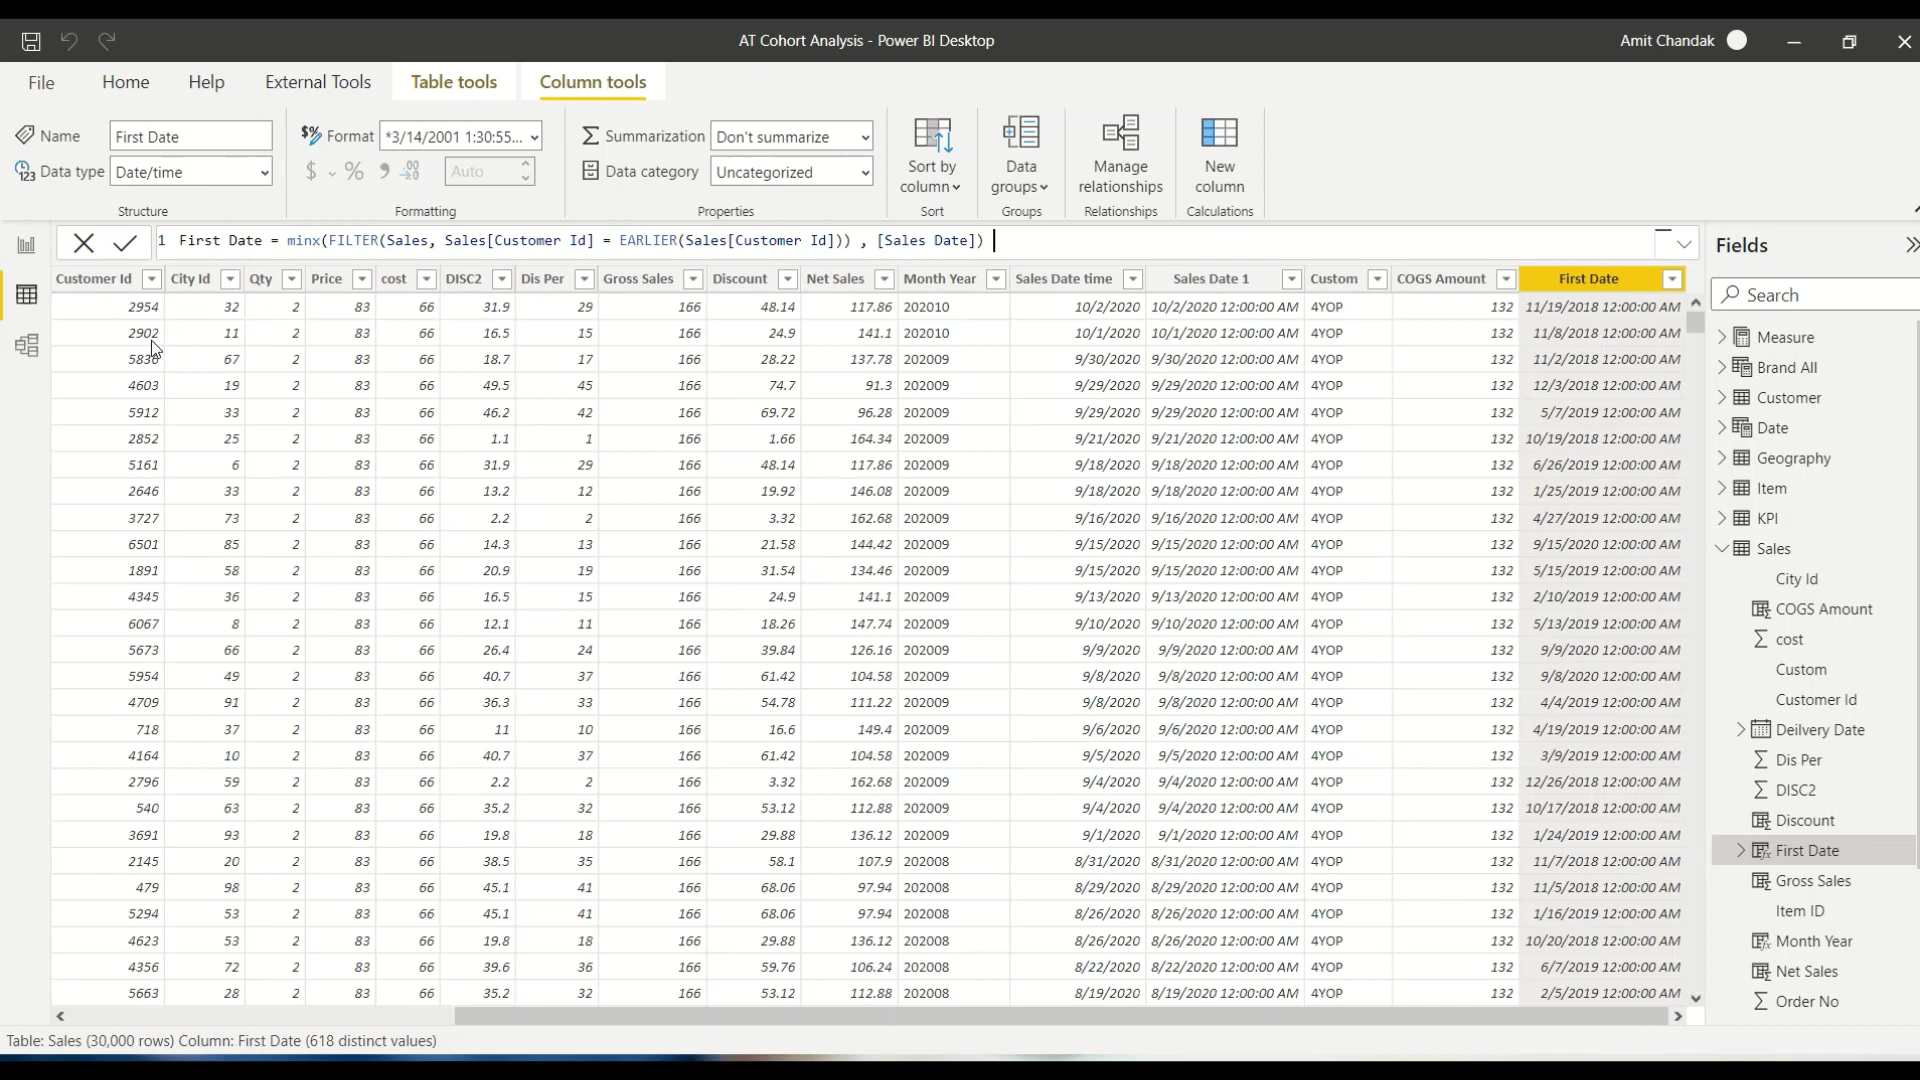 AT Cohort Analysis - Power BI Desktop
Amit Chandak
File Home Help External Tools Table tools Column tools
Name First Date
Data type Date/time
Structure
Format *3/14/2001 1:30:55...
$ % 9 .00 Auto
Formatting
Summarization Don't summarize
Data category Uncategorized
Properties
Sort by
column
Sort
Data
groups
Groups
Manage
relationships
Relationships
New
column
Calculations
1 First Date = minx(FILTER(Sales, Sales[Customer Id] = EARLIER(Sales[Customer Id])) , [Sales Date])
Customer Id City Id Qty Price cost DISC2 Dis Per Gross Sales Discount Net Sales Month Year Sales Date time Sales Date 1 Custom COGS Amount First Date
2954 32 2 83 66 31.9 29 166 48.14 117.86 202010 10/2/2020 10/2/2020 12:00:00 AM 4YOP 132 11/19/2018 12:00:00 AM
2902 11 2 83 66 16.5 15 166 24.9 141.1 202010 10/1/2020 10/1/2020 12:00:00 AM 4YOP 132 11/8/2018 12:00:00 AM
5836 67 2 83 66 18.7 17 166 28.22 137.78 202009 9/30/2020 9/30/2020 12:00:00 AM 4YOP 132 11/2/2018 12:00:00 AM
4603 19 2 83 66 49.5 45 166 74.7 91.3 202009 9/29/2020 9/29/2020 12:00:00 AM 4YOP 132 12/3/2018 12:00:00 AM
5912 33 2 83 66 46.2 42 166 69.72 96.28 202009 9/29/2020 9/29/2020 12:00:00 AM 4YOP 132 5/7/2019 12:00:00 AM
2852 25 2 83 66 1.1 1 166 1.66 164.34 202009 9/21/2020 9/21/2020 12:00:00 AM 4YOP 132 10/19/2018 12:00:00 AM
5161 6 2 83 66 31.9 29 166 48.14 117.86 202009 9/18/2020 9/18/2020 12:00:00 AM 4YOP 132 6/26/2019 12:00:00 AM
2646 33 2 83 66 13.2 12 166 19.92 146.08 202009 9/18/2020 9/18/2020 12:00:00 AM 4YOP 132 1/25/2019 12:00:00 AM
3727 73 2 83 66 2.2 2 166 3.32 162.68 202009 9/16/2020 9/16/2020 12:00:00 AM 4YOP 132 4/27/2019 12:00:00 AM
6501 85 2 83 66 14.3 13 166 21.58 144.42 202009 9/15/2020 9/15/2020 12:00:00 AM 4YOP 132 9/15/2020 12:00:00 AM
1891 58 2 83 66 20.9 19 166 31.54 134.46 202009 9/15/2020 9/15/2020 12:00:00 AM 4YOP 132 5/15/2019 12:00:00 AM
4345 36 2 83 66 16.5 15 166 24.9 141.1 202009 9/13/2020 9/13/2020 12:00:00 AM 4YOP 132 2/10/2019 12:00:00 AM
6067 8 2 83 66 12.1 11 166 18.26 147.74 202009 9/10/2020 9/10/2020 12:00:00 AM 4YOP 132 5/13/2019 12:00:00 AM
5673 66 2 83 66 26.4 24 166 39.84 126.16 202009 9/9/2020 9/9/2020 12:00:00 AM 4YOP 132 9/9/2020 12:00:00 AM
5954 49 2 83 66 40.7 37 166 61.42 104.58 202009 9/8/2020 9/8/2020 12:00:00 AM 4YOP 132 9/8/2020 12:00:00 AM
4709 91 2 83 66 36.3 33 166 54.78 111.22 202009 9/8/2020 9/8/2020 12:00:00 AM 4YOP 132 4/4/2019 12:00:00 AM
718 37 2 83 66 11 10 166 16.6 149.4 202009 9/6/2020 9/6/2020 12:00:00 AM 4YOP 132 4/19/2019 12:00:00 AM
4164 10 2 83 66 40.7 37 166 61.42 104.58 202009 9/5/2020 9/5/2020 12:00:00 AM 4YOP 132 3/9/2019 12:00:00 AM
2796 59 2 83 66 2.2 2 166 3.32 162.68 202009 9/4/2020 9/4/2020 12:00:00 AM 4YOP 132 12/26/2018 12:00:00 AM
540 63 2 83 66 35.2 32 166 53.12 112.88 202009 9/4/2020 9/4/2020 12:00:00 AM 4YOP 132 10/17/2018 12:00:00 AM
3691 93 2 83 66 19.8 18 166 29.88 136.12 202009 9/1/2020 9/1/2020 12:00:00 AM 4YOP 132 1/24/2019 12:00:00 AM
2145 20 2 83 66 38.5 35 166 58.1 107.9 202008 8/31/2020 8/31/2020 12:00:00 AM 4YOP 132 11/7/2018 12:00:00 AM
479 98 2 83 66 45.1 41 166 68.06 97.94 202008 8/29/2020 8/29/2020 12:00:00 AM 4YOP 132 11/5/2018 12:00:00 AM
5294 53 2 83 66 45.1 41 166 68.06 97.94 202008 8/26/2020 8/26/2020 12:00:00 AM 4YOP 132 1/16/2019 12:00:00 AM
4623 53 2 83 66 19.8 18 166 29.88 136.12 202008 8/26/2020 8/26/2020 12:00:00 AM 4YOP 132 10/20/2018 12:00:00 AM
4356 72 2 83 66 39.6 36 166 59.76 106.24 202008 8/22/2020 8/22/2020 12:00:00 AM 4YOP 132 6/7/2019 12:00:00 AM
5663 28 2 83 66 35.2 32 166 53.12 112.88 202008 8/19/2020 8/19/2020 12:00:00 AM 4YOP 132 2/5/2019 12:00:00 AM
Table: Sales (30,000 rows) Column: First Date (618 distinct values)
Fields
Search
Measure
Brand All
Customer
Date
Geography
Item
KPI
Sales
City Id
COGS Amount
cost
Custom
Customer Id
Deilvery Date
Dis Per
DISC2
Discount
First Date
Gross Sales
Item ID
Month Year
Net Sales
Order No